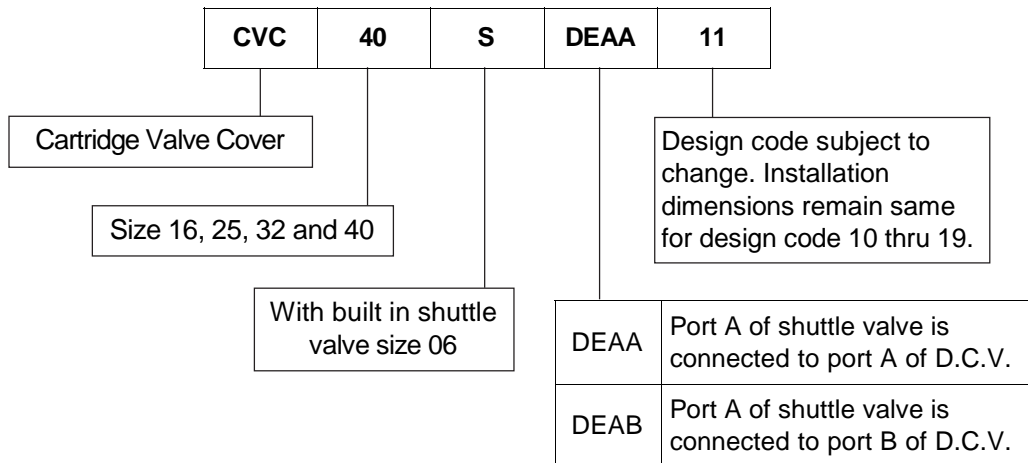 CVC 40 S DEAA 11
Cartridge Valve Cover
Size 16, 25, 32 and 40
With built in shuttle
valve size 06
Design code subject to
change. Installation
dimensions remain same
for design code 10 thru 19.
DEAA Port A of shuttle valve is
connected to port A of D.C.V.
DEAB Port A of shuttle valve is
connected to port B of D.C.V.